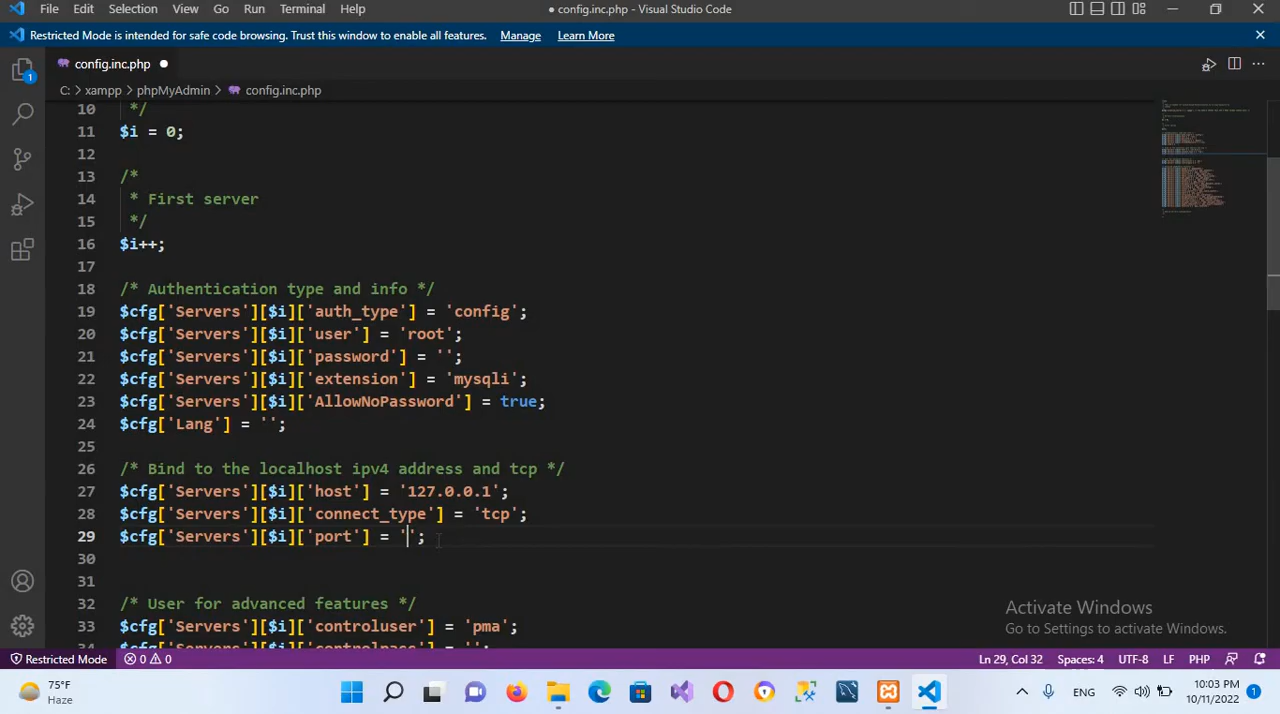 File Edit Selection View Go Run Terminal Help ● config.inc.php - Visual Studio Code
Restricted Mode is intended for safe code browsing. Trust this window to enable all features. Manage Learn More
config.inc.php
C: > xampp > phpMyAdmin > config.inc.php
10 */
11 $i = 0;
12
13 /*
14 * First server
15 */
16 $i++;
17
18 /* Authentication type and info */
19 $cfg['Servers'][$i]['auth_type'] = 'config';
20 $cfg['Servers'][$i]['user'] = 'root';
21 $cfg['Servers'][$i]['password'] = '';
22 $cfg['Servers'][$i]['extension'] = 'mysqli';
23 $cfg['Servers'][$i]['AllowNoPassword'] = true;
24 $cfg['Lang'] = '';
25
26 /* Bind to the localhost ipv4 address and tcp */
27 $cfg['Servers'][$i]['host'] = '127.0.0.1';
28 $cfg['Servers'][$i]['connect_type'] = 'tcp';
29 $cfg['Servers'][$i]['port'] = '';
30
31
32 /* User for advanced features */
33 $cfg['Servers'][$i]['controluser'] = 'pma';
34 $cfg['Servers'][$i]['controlpass'] = '';
Activate Windows
Go to Settings to activate Windows.
1
Restricted Mode 0 0 Ln 29, Col 32 Spaces: 4 UTF-8 LF PHP
75°F
Haze
ENG
10:03 PM
10/11/2022
1